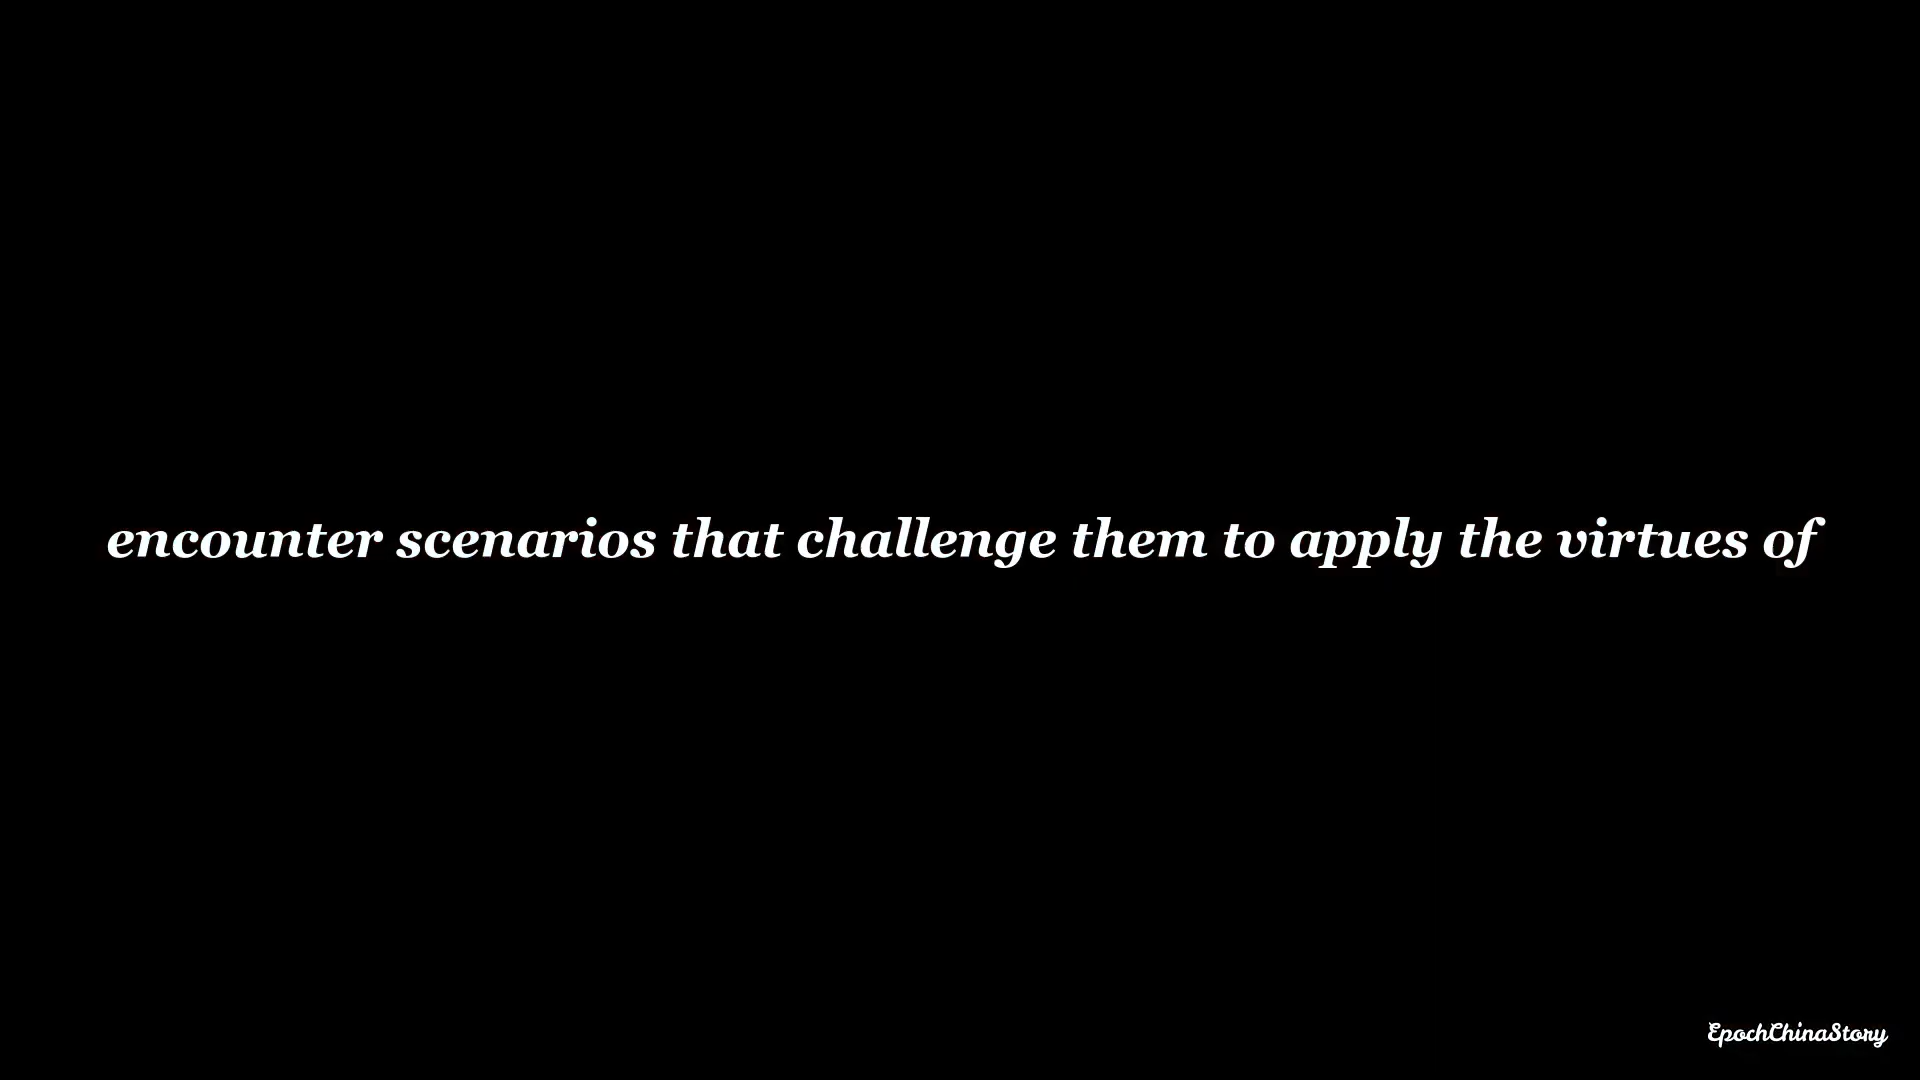 encounter scenarios that challenge them to apply the virtues of
EpochChinaStory